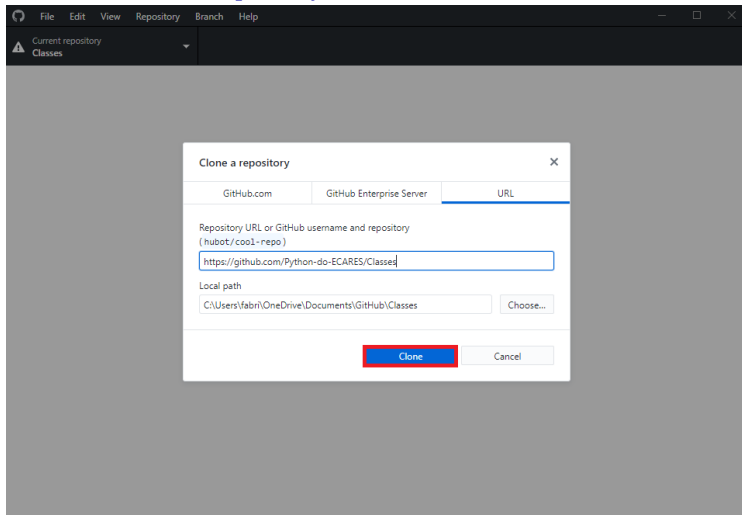 File Edit View Repository Branch Help
Current repository
Classes
Clone a repository
GitHub.com GitHub Enterprise Server URL
Repository URL or GitHub username and repository
(hubot/cool-repo)
https://github.com/Python-do-ECARES/Classes
Local path
C:\Users\fabri\OneDrive\Documents\GitHub\Classes Choose...
Clone Cancel